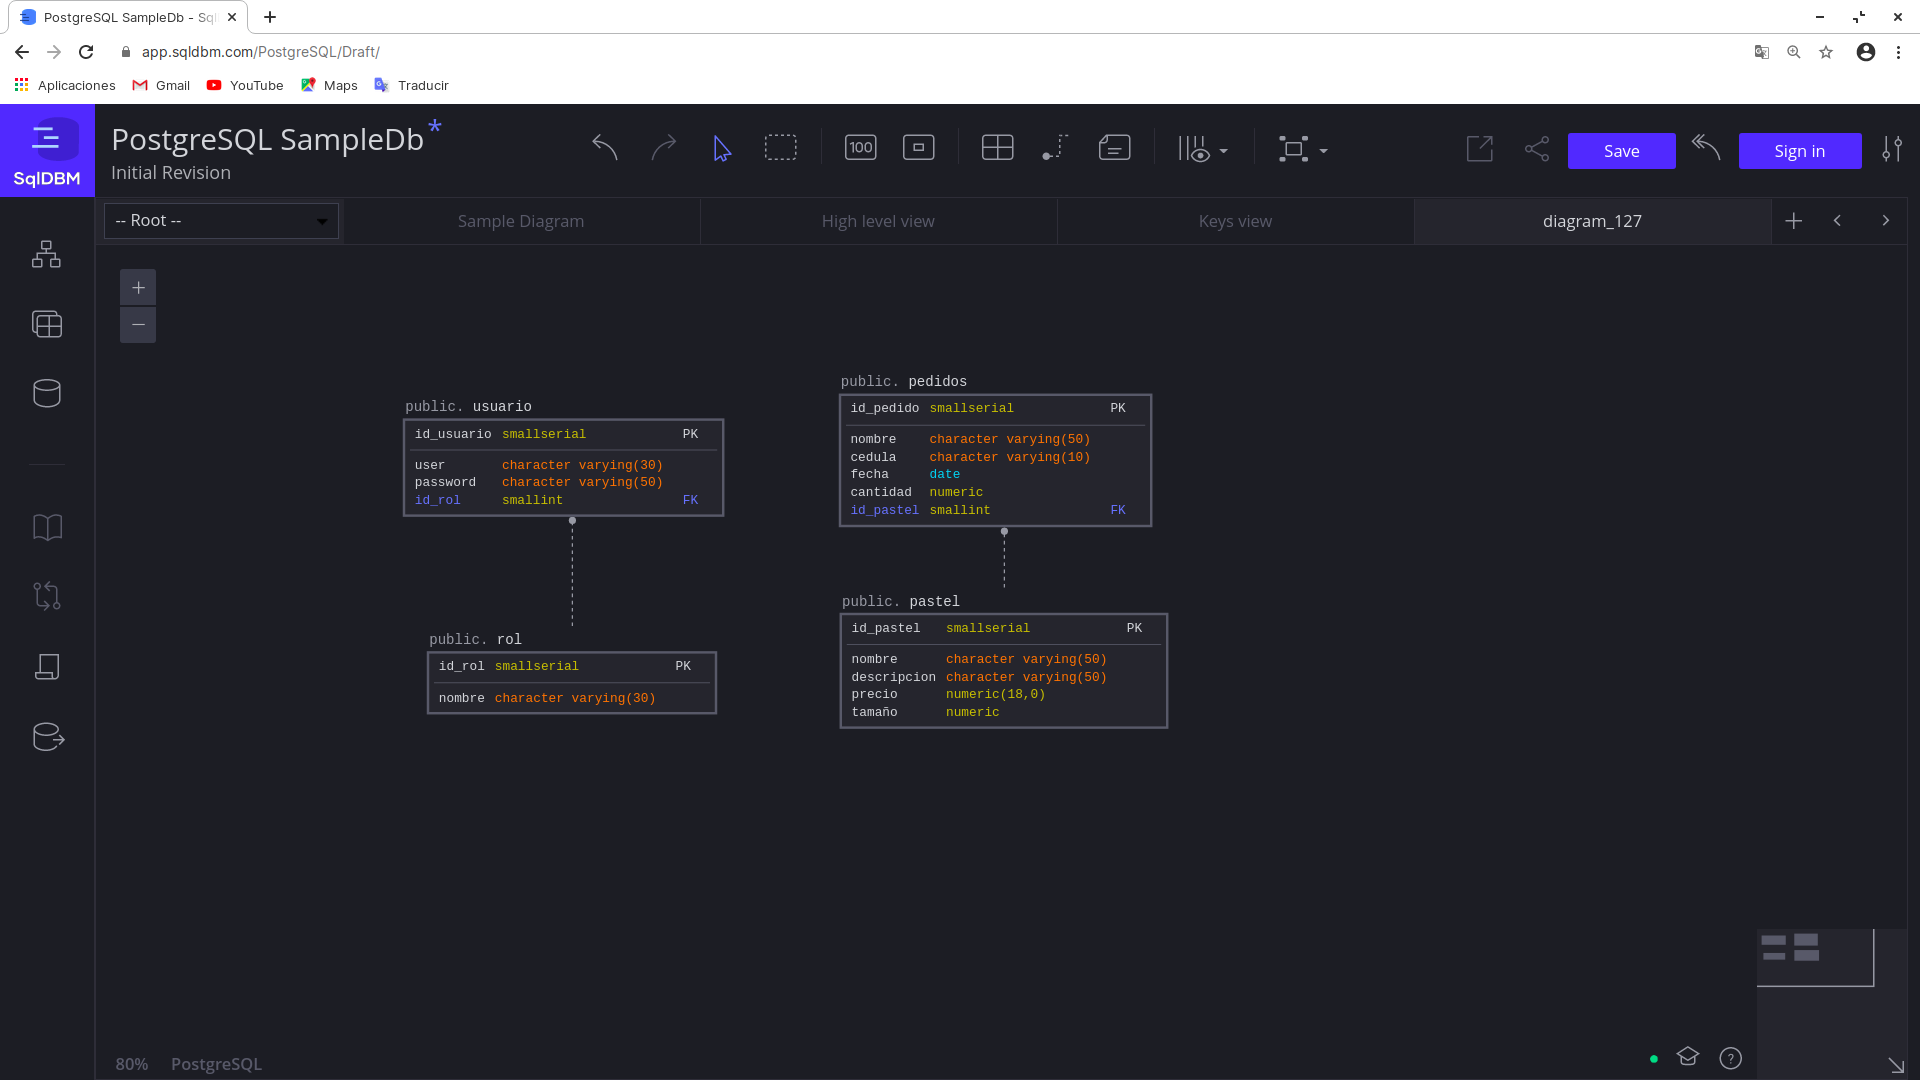 PostgreSQL SampleDb - Sql
app.sqldbm.com/PostgreSQL/Draft/
Aplicaciones Gmail YouTube Maps Traducir
SqlDBM
PostgreSQL SampleDb*
Initial Revision
100
Save
Sign in
-- Root --
Sample Diagram
High level view
Keys view
diagram_127
public. usuario
id_usuario smallserial PK
user character varying(30)
password character varying(50)
id_rol smallint FK
public. pedidos
id_pedido smallserial PK
nombre character varying(50)
cedula character varying(10)
fecha date
cantidad numeric
id_pastel smallint FK
public. rol
id_rol smallserial PK
nombre character varying(30)
public. pastel
id_pastel smallserial PK
nombre character varying(50)
descripcion character varying(50)
precio numeric(18,0)
tamaño numeric
80% PostgreSQL